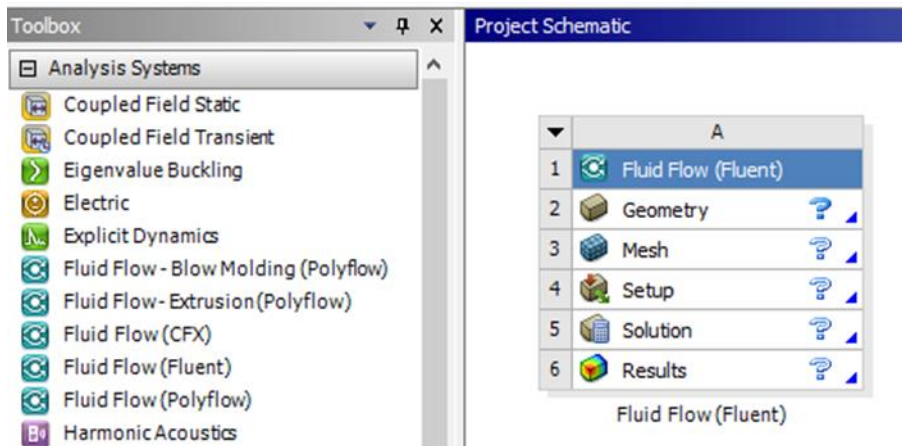 Toolbox
Analysis Systems
Coupled Field Static
Coupled Field Transient
Eigenvalue Buckling
Electric
Explicit Dynamics
Fluid Flow - Blow Molding (Polyflow)
Fluid Flow - Extrusion (Polyflow)
Fluid Flow (CFX)
Fluid Flow (Fluent)
Fluid Flow (Polyflow)
Harmonic Acoustics
Project Schematic
A
1 Fluid Flow (Fluent)
2 Geometry ?
3 Mesh ?
4 Setup ?
5 Solution ?
6 Results ?
Fluid Flow (Fluent)